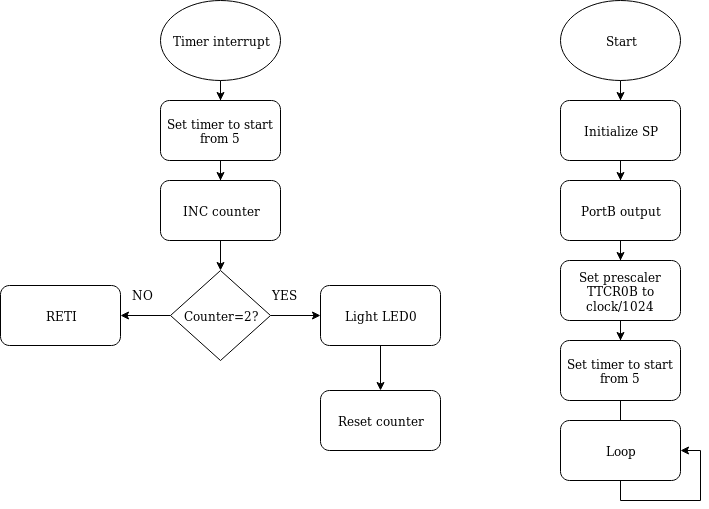 Timer interrupt
Set timer to start
from 5
INC counter
Counter=2?
NO
YES
RETI
Light LED0
Reset counter
Start
Initialize SP
PortB output
Set prescaler
TTCR0B to
clock/1024
Set timer to start
from 5
Loop